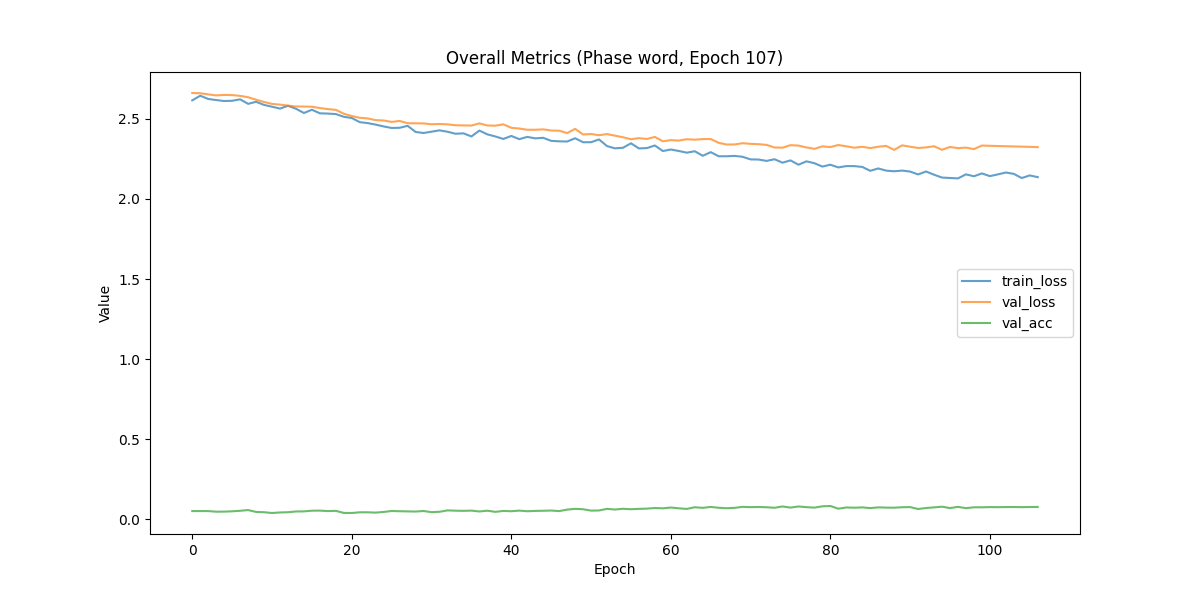 Overall Metrics (Phase word, Epoch 107)
2.5
2.0
1.5
1.0
0.5
0.0
Value
train_loss
val_loss
val_acc
0 20 40 60 80 100
Epoch